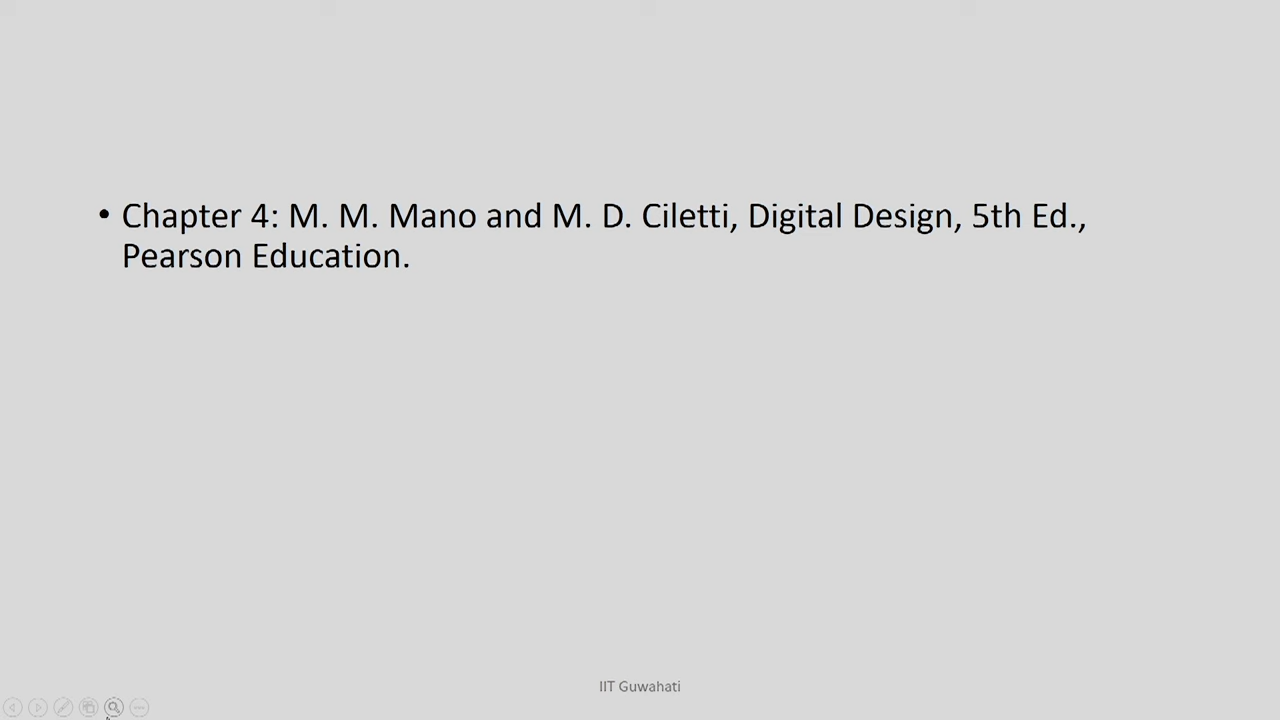 • Chapter 4: M. M. Mano and M. D. Ciletti, Digital Design, 5th Ed.,
Pearson Education.
IIT Guwahati